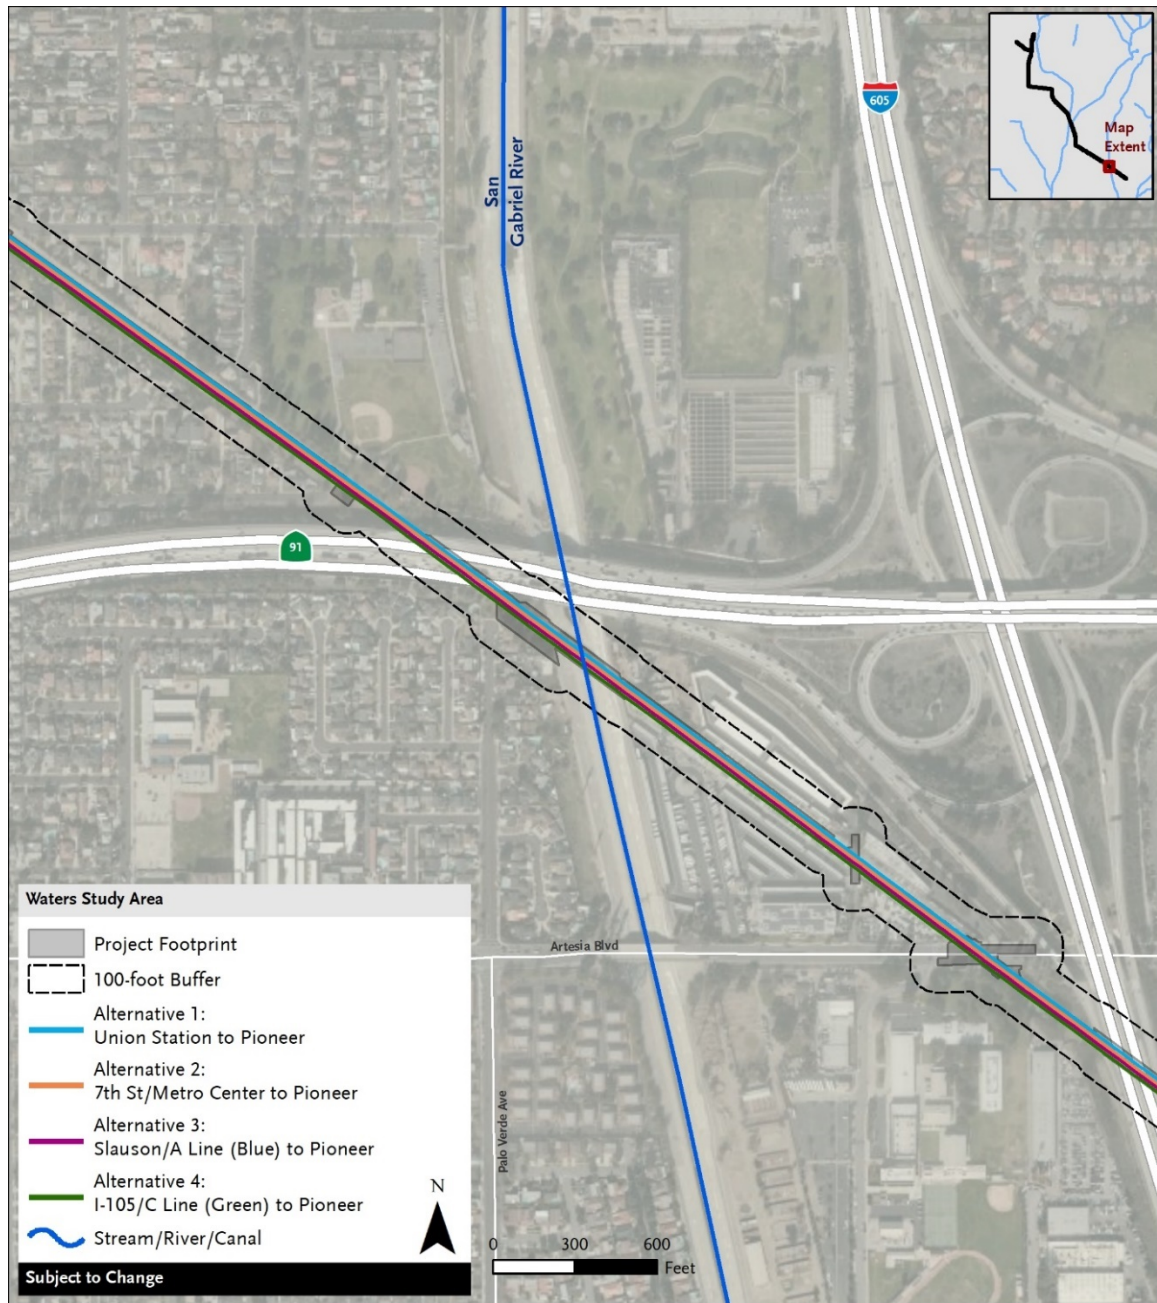 605
Map
Extent
San
Gabriel River
91
Artesia Blvd
Palo Verde Ave
Waters Study Area
Project Footprint
100-foot Buffer
Alternative 1:
Union Station to Pioneer
Alternative 2:
7th St/Metro Center to Pioneer
Alternative 3:
Slauson/A Line (Blue) to Pioneer
Alternative 4:
I-105/C Line (Green) to Pioneer
Stream/River/Canal
Subject to Change
N
0 300 600
Feet